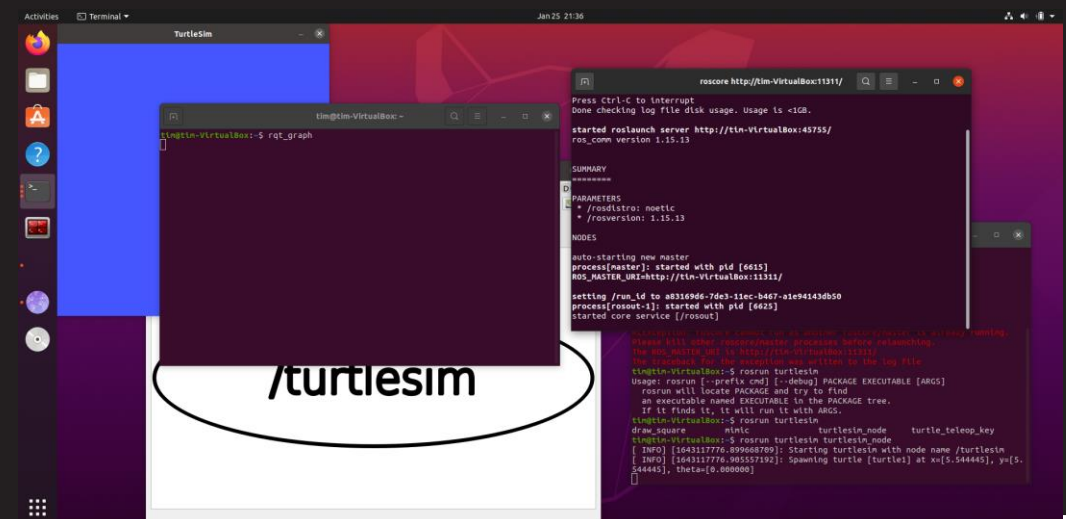 Activities
Terminal
Jan 25 21:36
TurtleSim
tim@tim-VirtualBox: ~
tim@tim-VirtualBox:~$ rqt_graph
roscore http://tim-VirtualBox:11311/
Press Ctrl-C to interrupt
Done checking log file disk usage. Usage is <1GB.
started roslaunch server http://tim-VirtualBox:45755/
ros_comm version 1.15.13
SUMMARY
========
PARAMETERS
* /rosdistro: noetic
* /rosversion: 1.15.13
NODES
auto-starting new master
process[master]: started with pid [6615]
ROS_MASTER_URI=http://tim-VirtualBox:11311/
setting /run_id to a83169d6-7de3-11ec-b467-a1e94143db50
process[rosout-1]: started with pid [6625]
started core service [/rosout]
D
/turtlesim
roscore cannot run as another roscore/master is already running.
Please kill other roscore/master processes before relaunching.
The ROS_MASTER_URI is http://tim-VirtualBox:11311/
The traceback for the exception was written to the log file
tim@tim-VirtualBox:~$ rosrun turtlesim
Usage: rosrun [--prefix cmd] [--debug] PACKAGE EXECUTABLE [ARGS]
rosrun will locate PACKAGE and try to find
an executable named EXECUTABLE in the PACKAGE tree.
If it finds it, it will run it with ARGS.
tim@tim-VirtualBox:~$ rosrun turtlesim
draw_square mimic turtlesim_node turtle_teleop_key
tim@tim-VirtualBox:~$ rosrun turtlesim turtlesim_node
[ INFO] [1643117776.899668709]: Starting turtlesim with node name /turtlesim
[ INFO] [1643117776.905557192]: Spawning turtle [turtle1] at x=[5.544445], y=[5.
544445], theta=[0.000000]